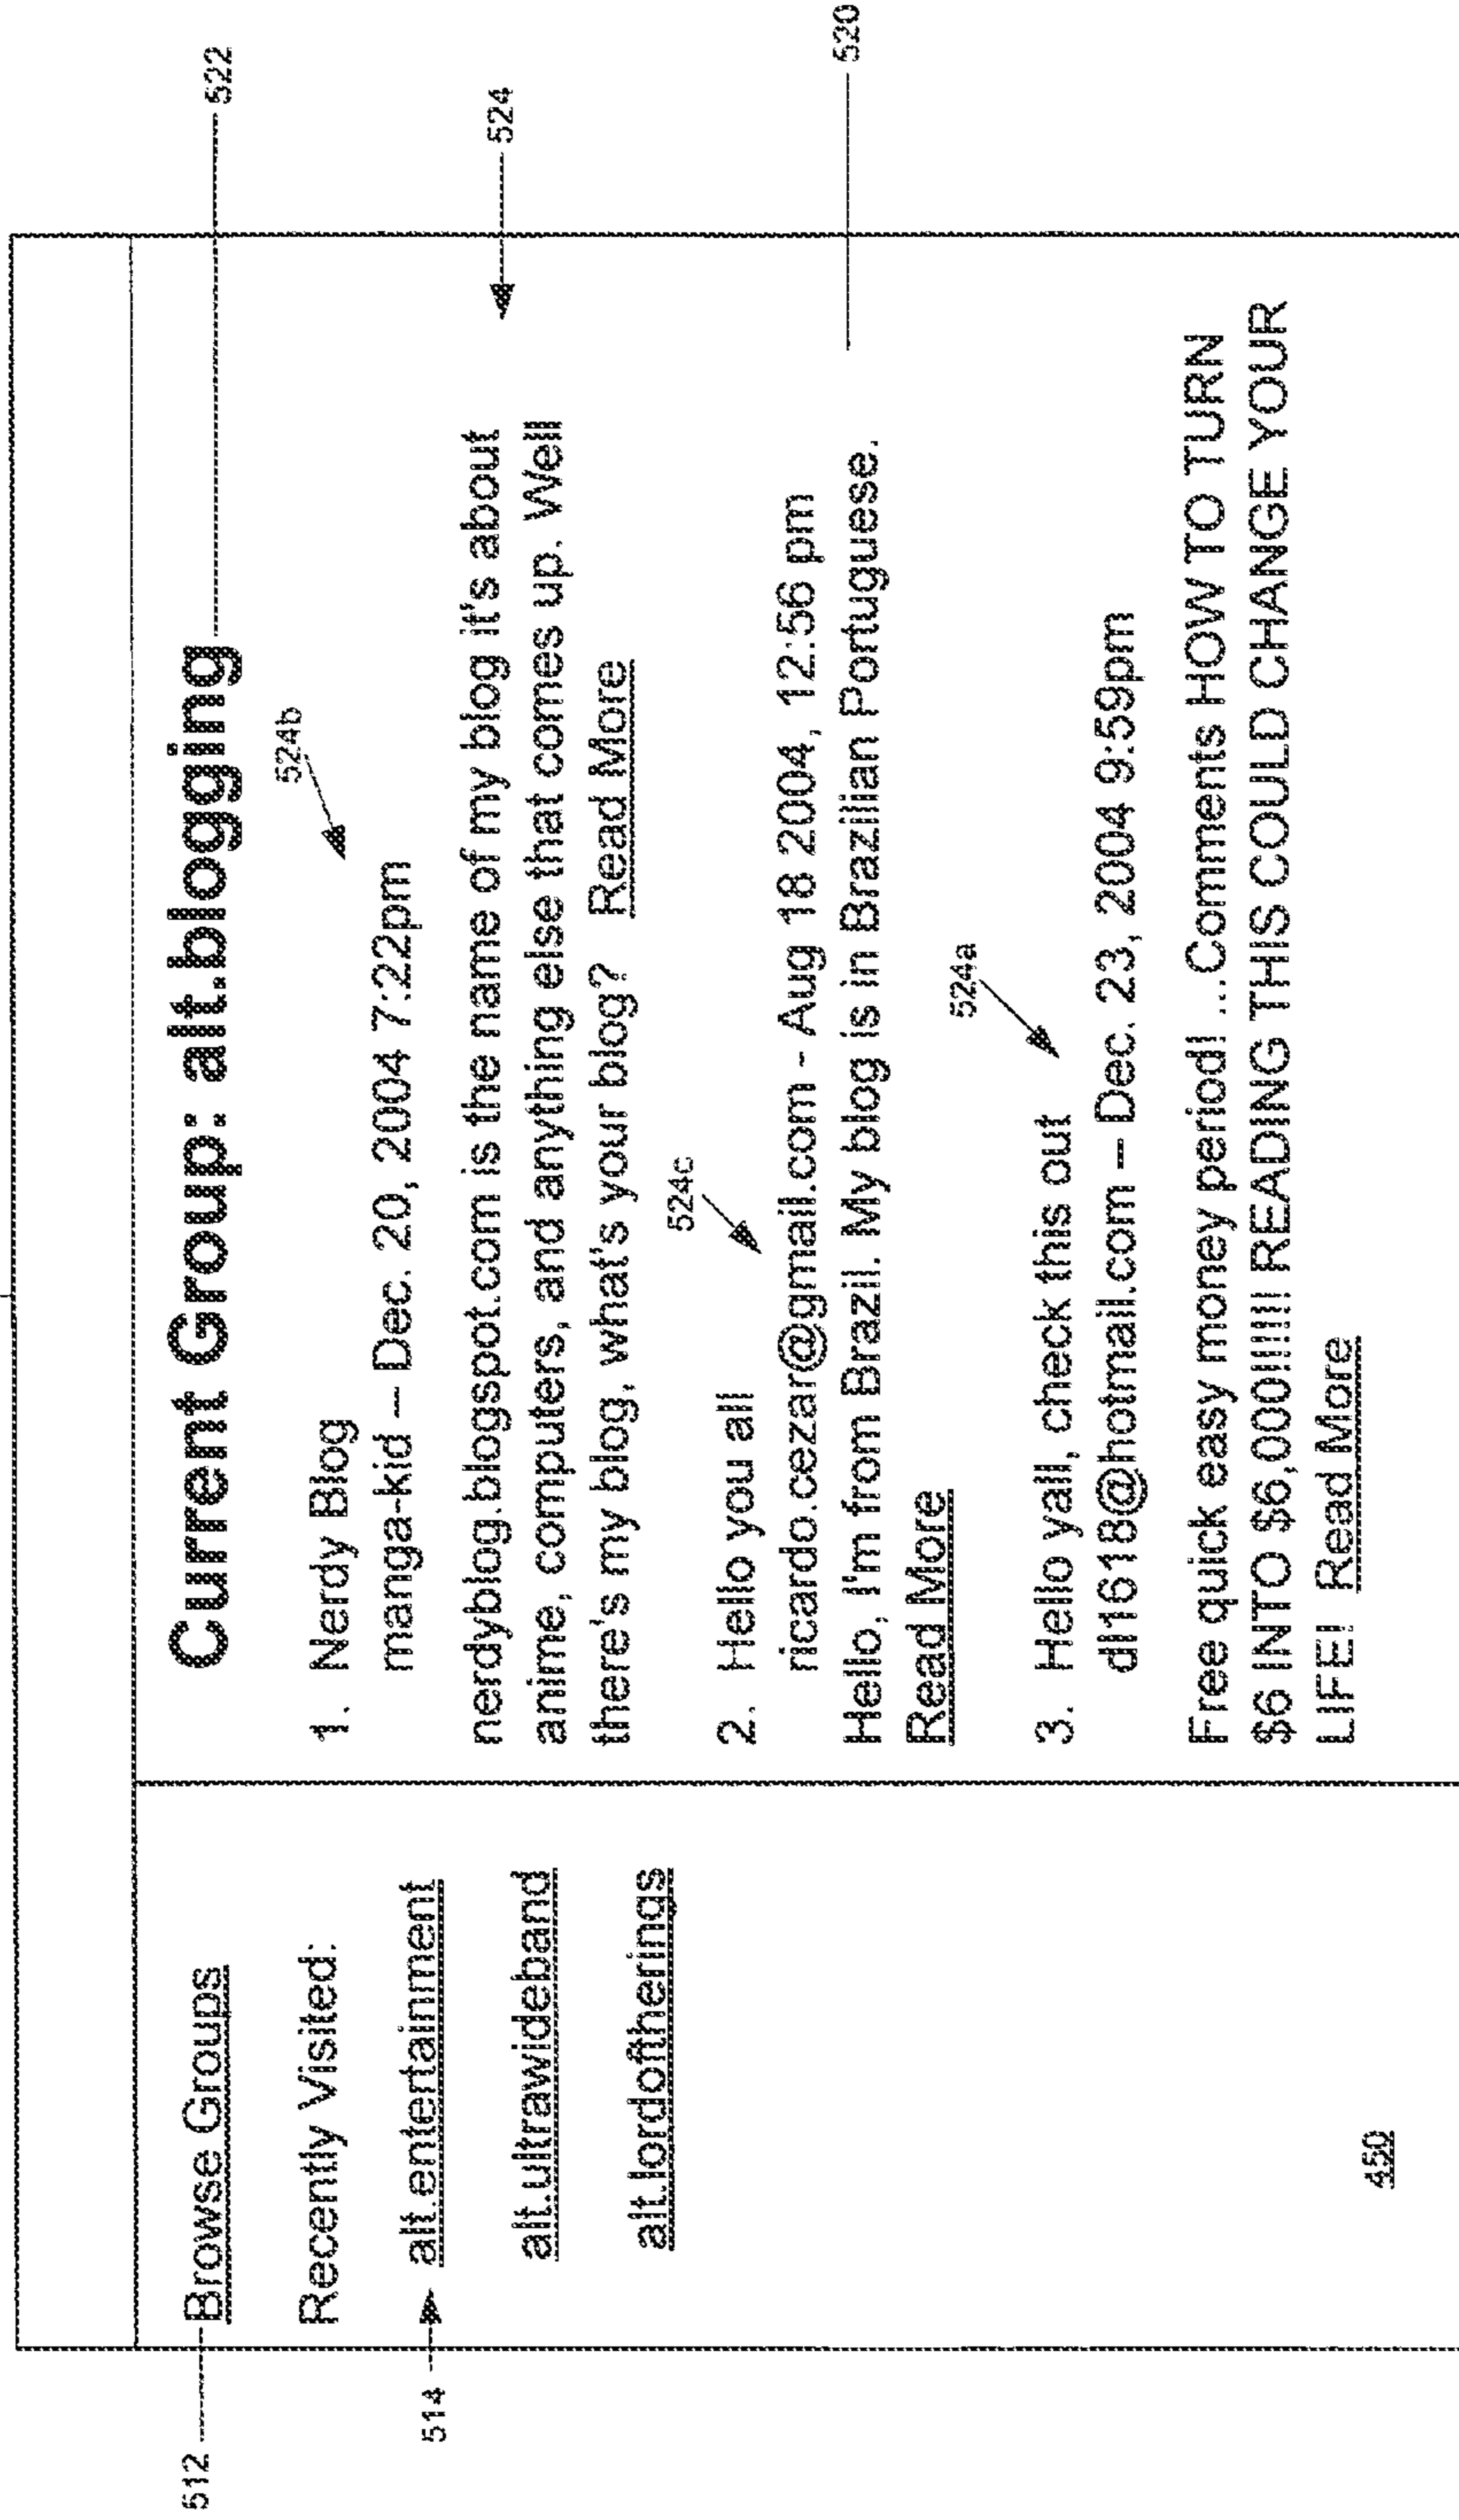 512
Browse Groups
Recently Visited:
514
alt.entertainment
alt.ultrawideband
alt.lordoftherings
450
Current Group: alt.blogging
522
524b
1. Nerdy Blog
manga-kid – Dec. 20, 2004 7:22pm
524
nerdyblog.blogspot.com is the name of my blog it's about
anime, computers, and anything else that comes up. Well
there's my blog, what's your blog? Read More
524c
2. Hello you all
ricardo.cezar@gmail.com - Aug 18 2004, 12:56 pm
Hello, I'm from Brazil. My blog is in Brazilian Portuguese.
520
Read More
524a
3. Hello yall, check this out
dl1618@hotmail.com – Dec. 23, 2004 9:59pm
Free quick easy money period! ...Comments HOW TO TURN
$6 INTO $6,000!!!!!! READING THIS COULD CHANGE YOUR
LIFE! Read More